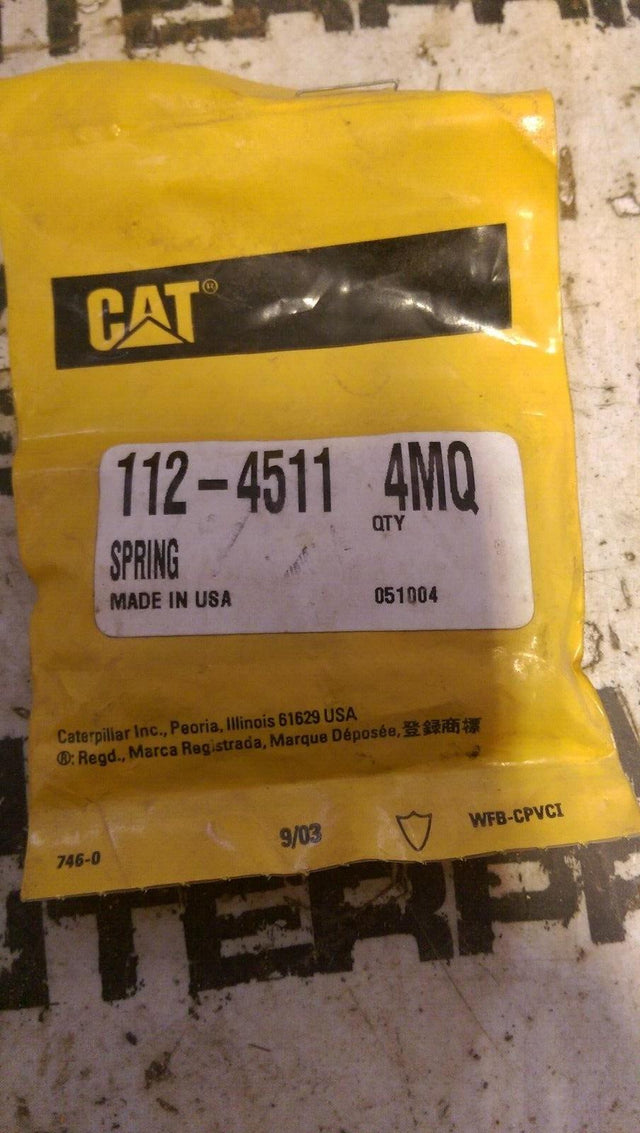 CAT®
112-4511 4MQ
QTY
SPRING
MADE IN USA 051004
Caterpillar Inc., Peoria, Illinois 61629 USA
®: Regd., Marca Registrada, Marque Déposée, 登録商標
746-0 9/03 WFB-CPVCI